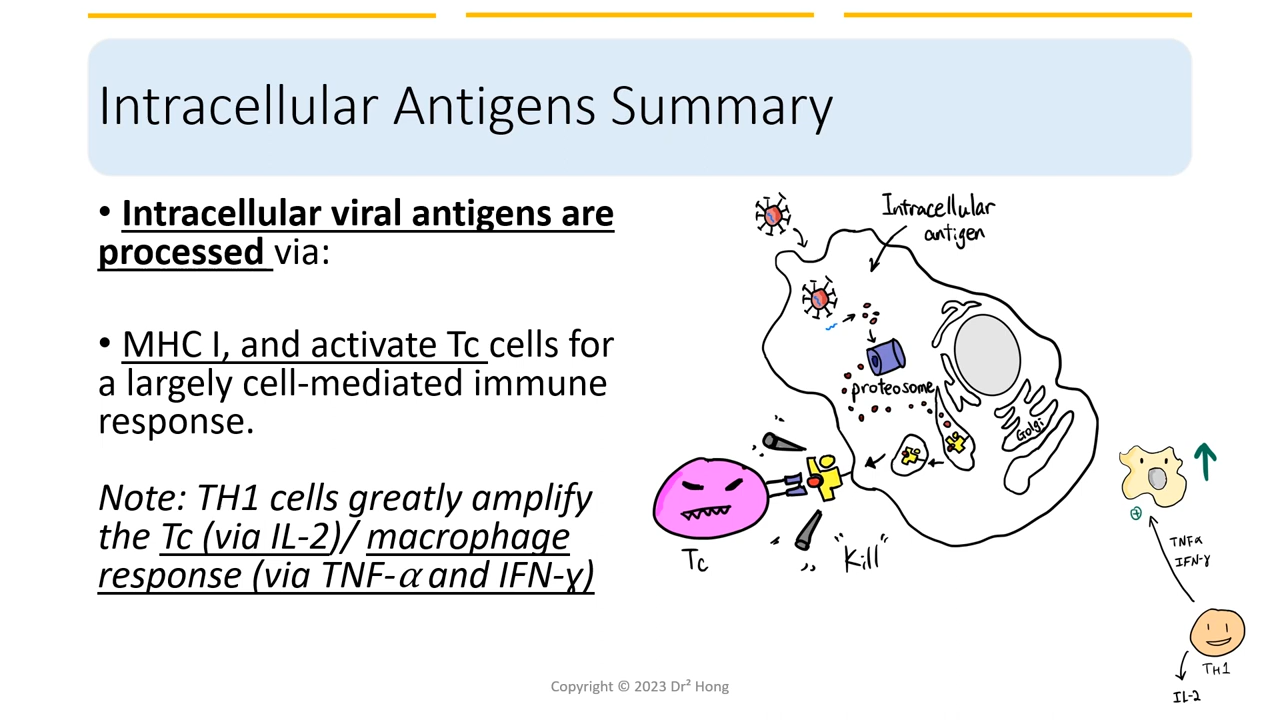 Intracellular Antigens Summary
• Intracellular viral antigens are
processed via:
• MHC I, and activate Tc cells for
a largely cell-mediated immune
response.
Note: TH1 cells greatly amplify
the Tc (via IL-2)/ macrophage
response (via TNF-α and IFN-γ)
Intracellular
antigen
proteosome
Golgi
Tc
"Kill"
TNFα
IFN-γ
TH1
IL-2
Copyright © 2023 Dr² Hong